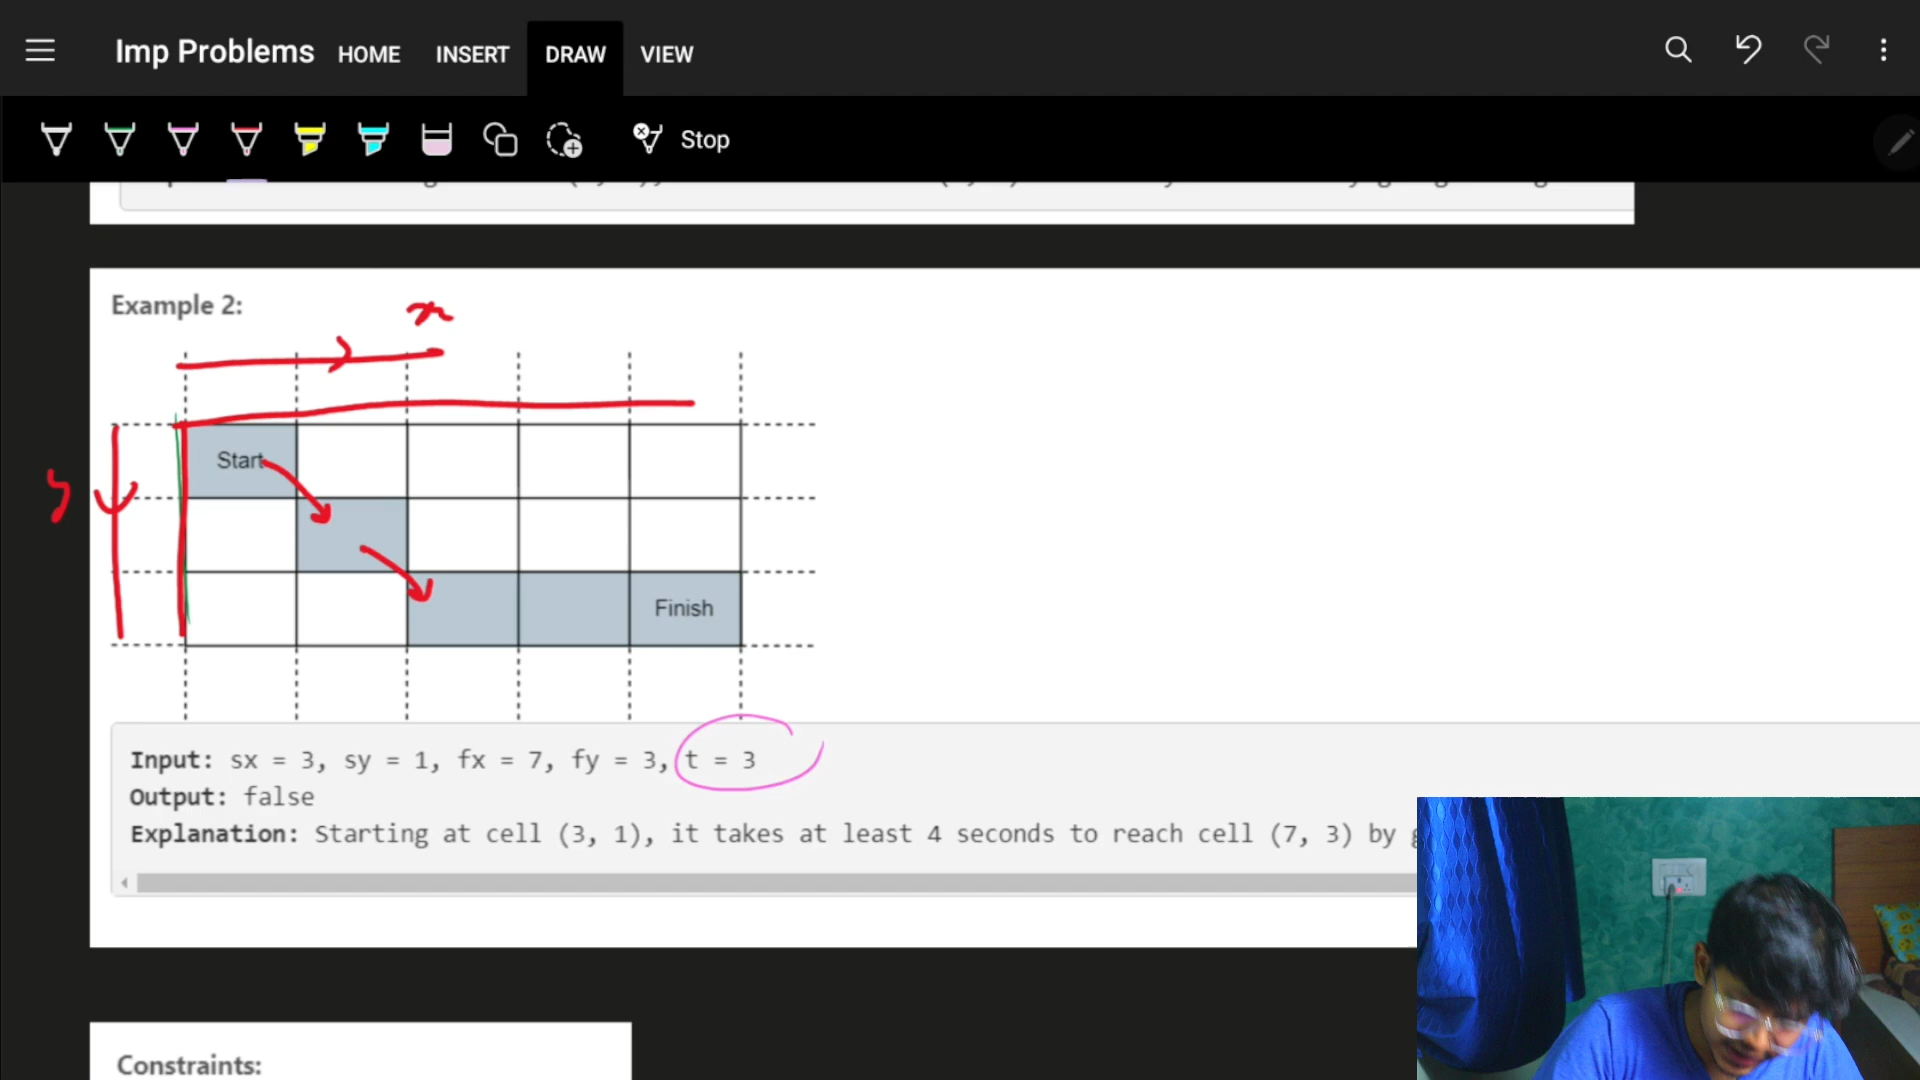 Imp Problems HOME INSERT DRAW VIEW
Stop
Example 2:
x
y
Start
Finish
Input: sx = 3, sy = 1, fx = 7, fy = 3, t = 3
Output: false
Explanation: Starting at cell (3, 1), it takes at least 4 seconds to reach cell (7, 3) by
Constraints: